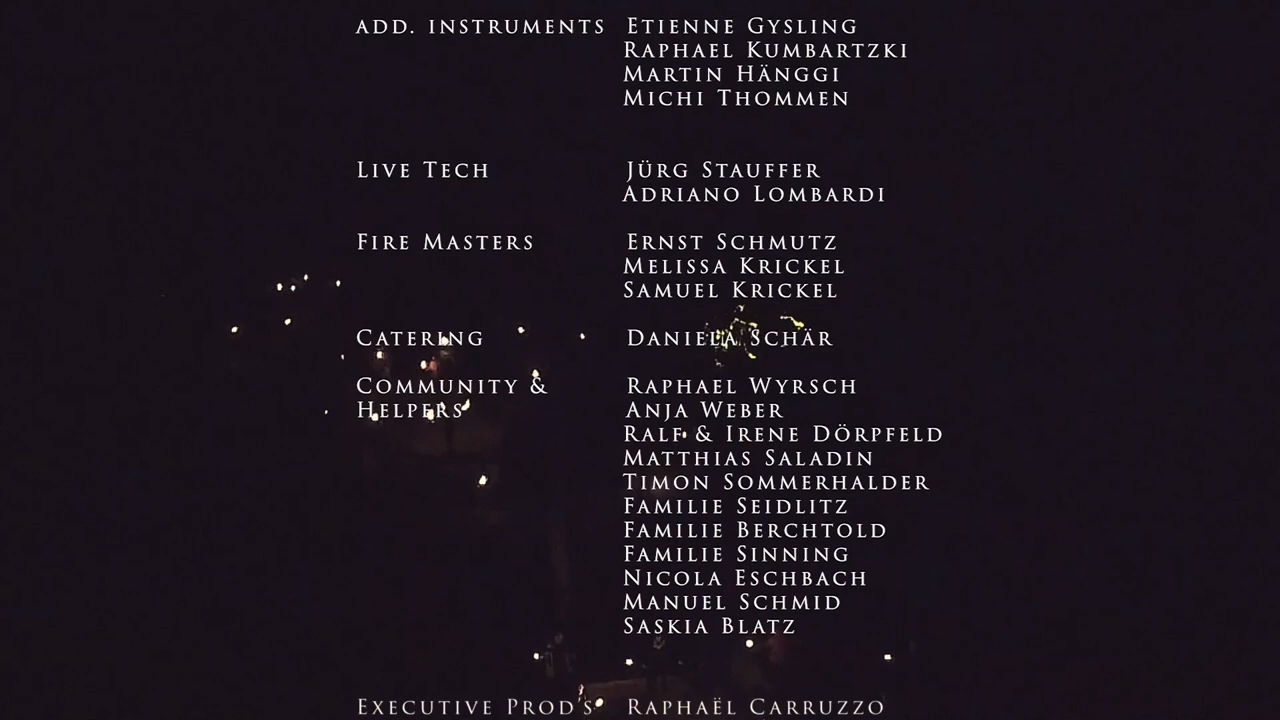 ADD. INSTRUMENTS ETIENNE GYSLING
RAPHAEL KUMBARTZKI
MARTIN HÄNGGI
MICHI THOMMEN
LIVE TECH JÜRG STAUFFER
ADRIANO LOMBARDI
FIRE MASTERS ERNST SCHMUTZ
MELISSA KRICKEL
SAMUEL KRICKEL
CATERING DANIELA SCHÄR
COMMUNITY & RAPHAEL WYRSCH
HELPERS ANJA WEBER
RALF & IRENE DÖRPFELD
MATTHIAS SALADIN
TIMON SOMMERHALDER
FAMILIE SEIDLITZ
FAMILIE BERCHTOLD
FAMILIE SINNING
NICOLA ESCHBACH
MANUEL SCHMID
SASKIA BLATZ
EXECUTIVE PROD'S RAPHAËL CARRUZZO